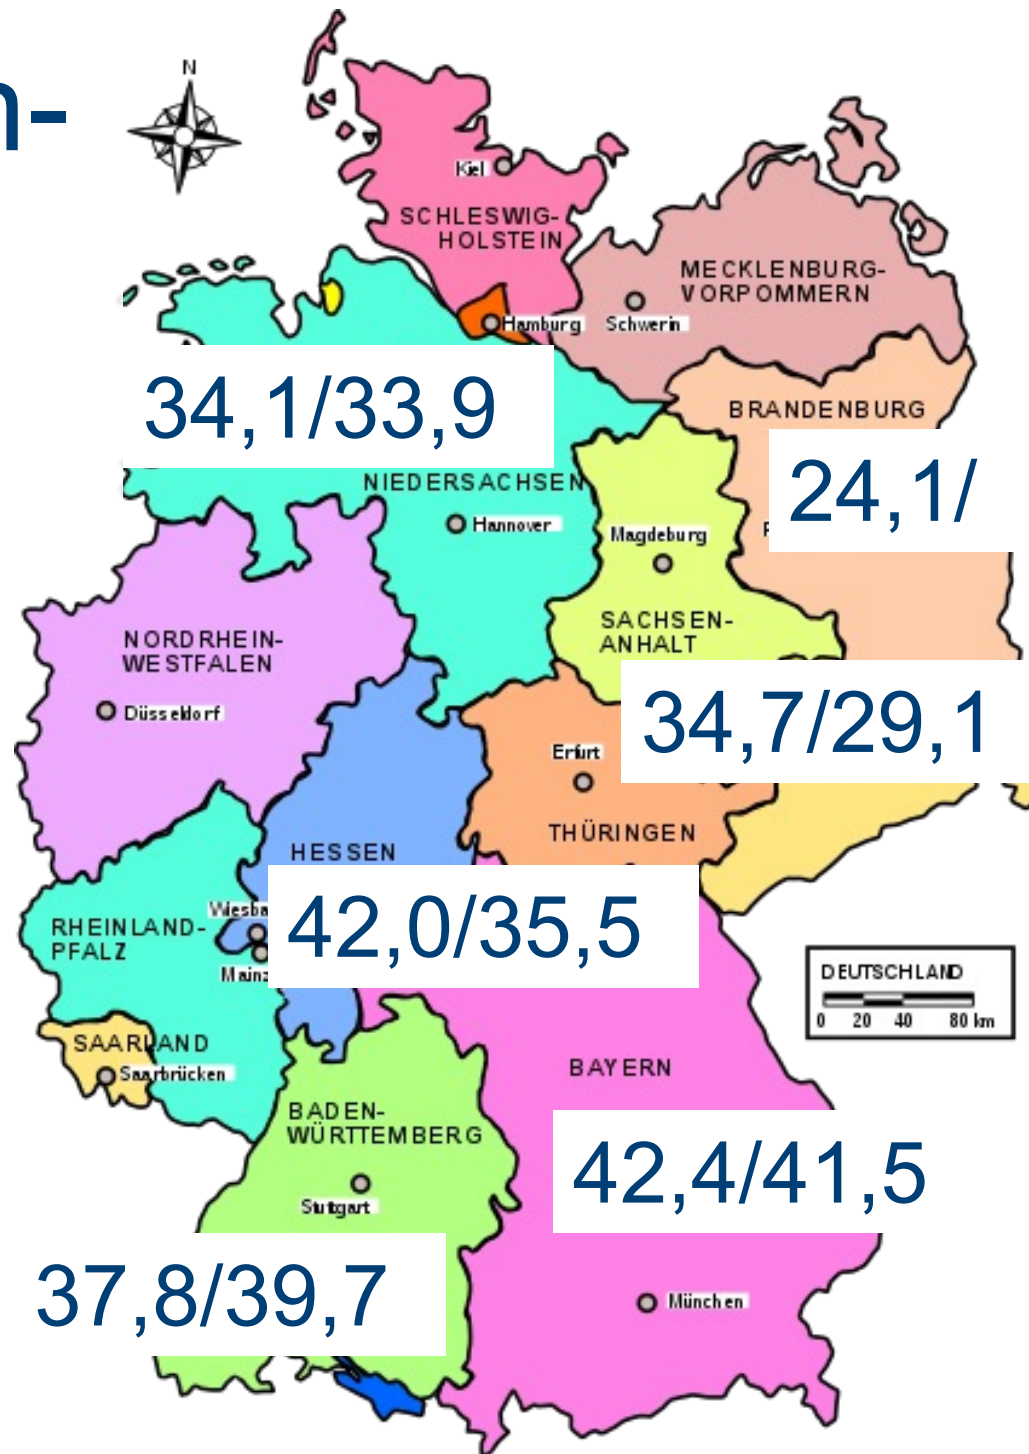 n-
N
Kiel
SCHLESWIG-
HOLSTEIN
MECKLENBURG-
VORPOMMERN
Hamburg
Schwerin
34,1/33,9
BRANDENBURG
24,1/
NIEDERSACHSEN
Hannover
Magdeburg
P
SACHSEN-
ANHALT
NORDRHEIN-
WESTFALEN
Düsseldorf
34,7/29,1
Erfurt
THÜRINGEN
HESSEN
42,0/35,5
Wiesba
RHEINLAND-
PFALZ
Mainz
DEUTSCHLAND
0 20 40 80 km
SAARLAND
Saarbrücken
BAYERN
BADEN-
WÜRTTEMBERG
42,4/41,5
Stuttgart
37,8/39,7
München